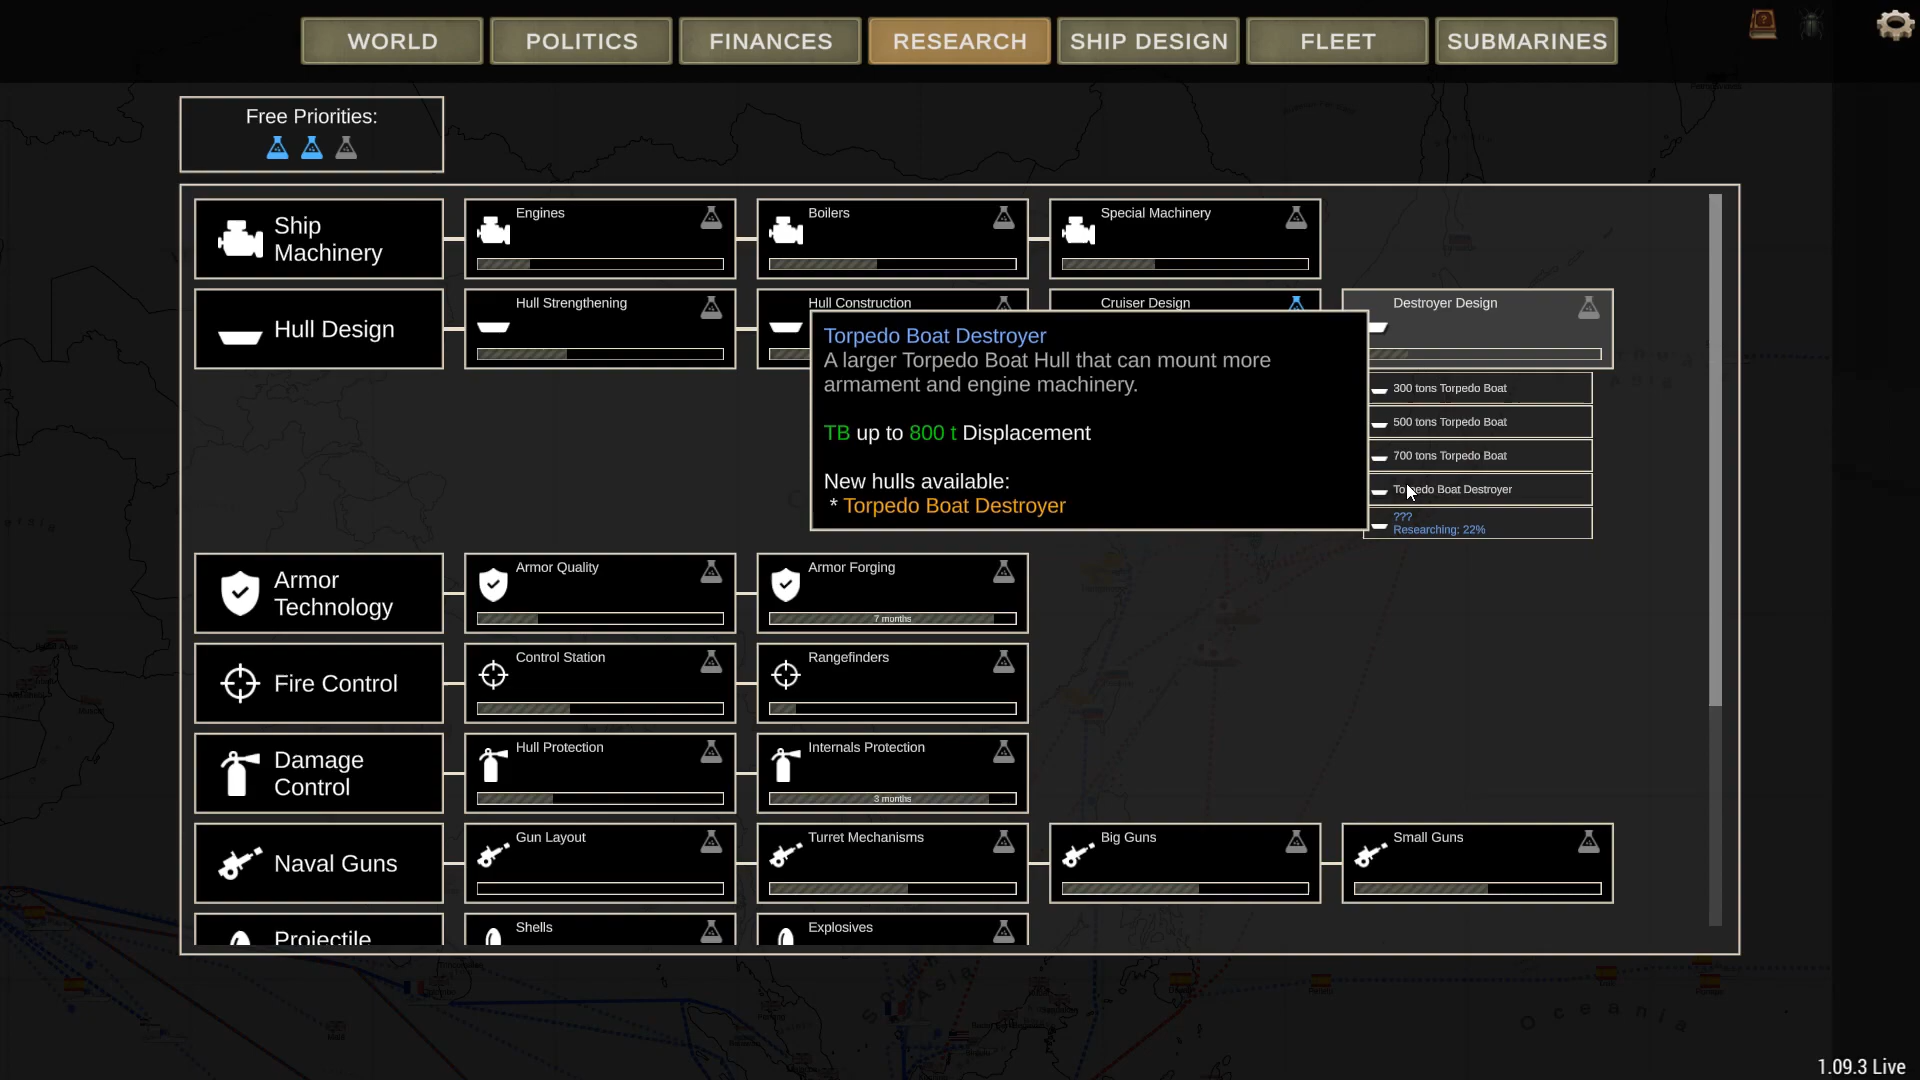 WORLD
POLITICS
FINANCES
RESEARCH
SHIP DESIGN
FLEET
SUBMARINES
Free Priorities:
Ship
Machinery
Engines
Boilers
Special Machinery
Hull Design
Hull Strengthening
Hull Construction
Cruiser Design
Destroyer Design
Torpedo Boat Destroyer
A larger Torpedo Boat Hull that can mount more
armament and engine machinery.
TB up to 800 t Displacement
New hulls available:
* Torpedo Boat Destroyer
300 tons Torpedo Boat
500 tons Torpedo Boat
700 tons Torpedo Boat
Torpedo Boat Destroyer
???
Researching: 22%
Armor
Technology
Armor Quality
Armor Forging
7 months
Fire Control
Control Station
Rangefinders
Damage
Control
Hull Protection
Internals Protection
3 months
Naval Guns
Gun Layout
Turret Mechanisms
Big Guns
Small Guns
Projectile
Shells
Explosives
Oceania
1.09.3 Live